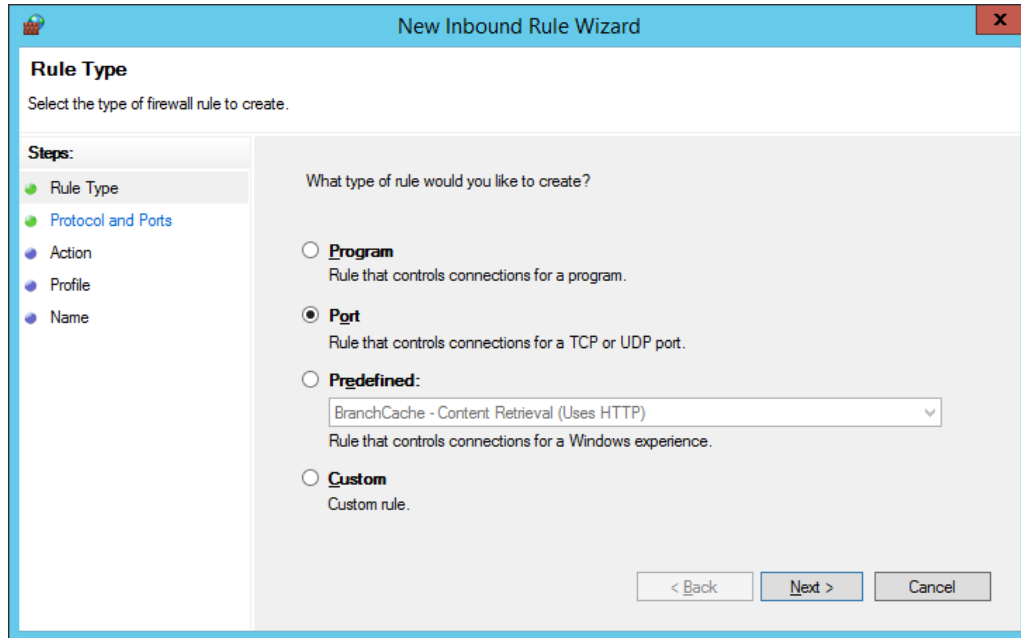 New Inbound Rule Wizard
x
Rule Type
Select the type of firewall rule to create.
Steps:
Rule Type
Protocol and Ports
Action
Profile
Name
What type of rule would you like to create?
Program
Rule that controls connections for a program.
Port
Rule that controls connections for a TCP or UDP port.
Predefined:
BranchCache - Content Retrieval (Uses HTTP)
Rule that controls connections for a Windows experience.
Custom
Custom rule.
< Back Next > Cancel